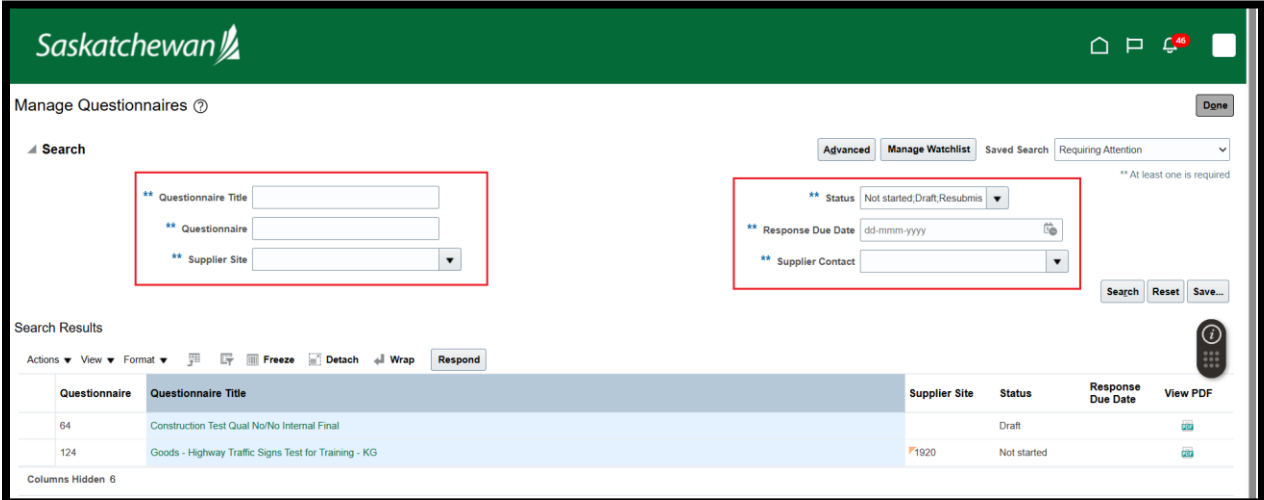 Saskatchewan
46
Manage Questionnaires ?
Done
Search
Advanced Manage Watchlist Saved Search Requiring Attention
** At least one is required
** Questionnaire Title
** Questionnaire
** Supplier Site
** Status Not started;Draft;Resubmis
** Response Due Date dd-mmm-yyyy
** Supplier Contact
Search Reset Save...
Search Results
Actions View Format Freeze Detach Wrap Respond
Questionnaire Questionnaire Title Supplier Site Status Response Due Date View PDF
64 Construction Test Qual No/No Internal Final Draft
124 Goods - Highway Traffic Signs Test for Training - KG 1920 Not started
Columns Hidden 6